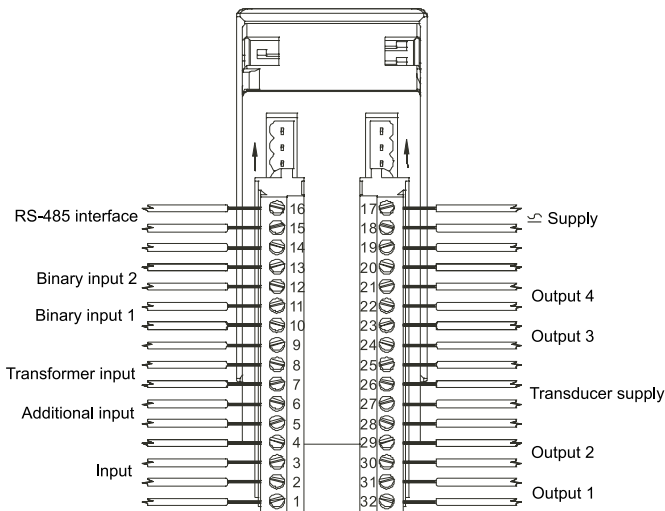 RS-485 interface
Binary input 2
Binary input 1
Transformer input
Additional input
Input
16
15
14
13
12
11
10
9
8
7
6
5
4
3
2
1
17
18
19
20
21
22
23
24
25
26
27
28
29
30
31
32
Supply
Output 4
Output 3
Transducer supply
Output 2
Output 1